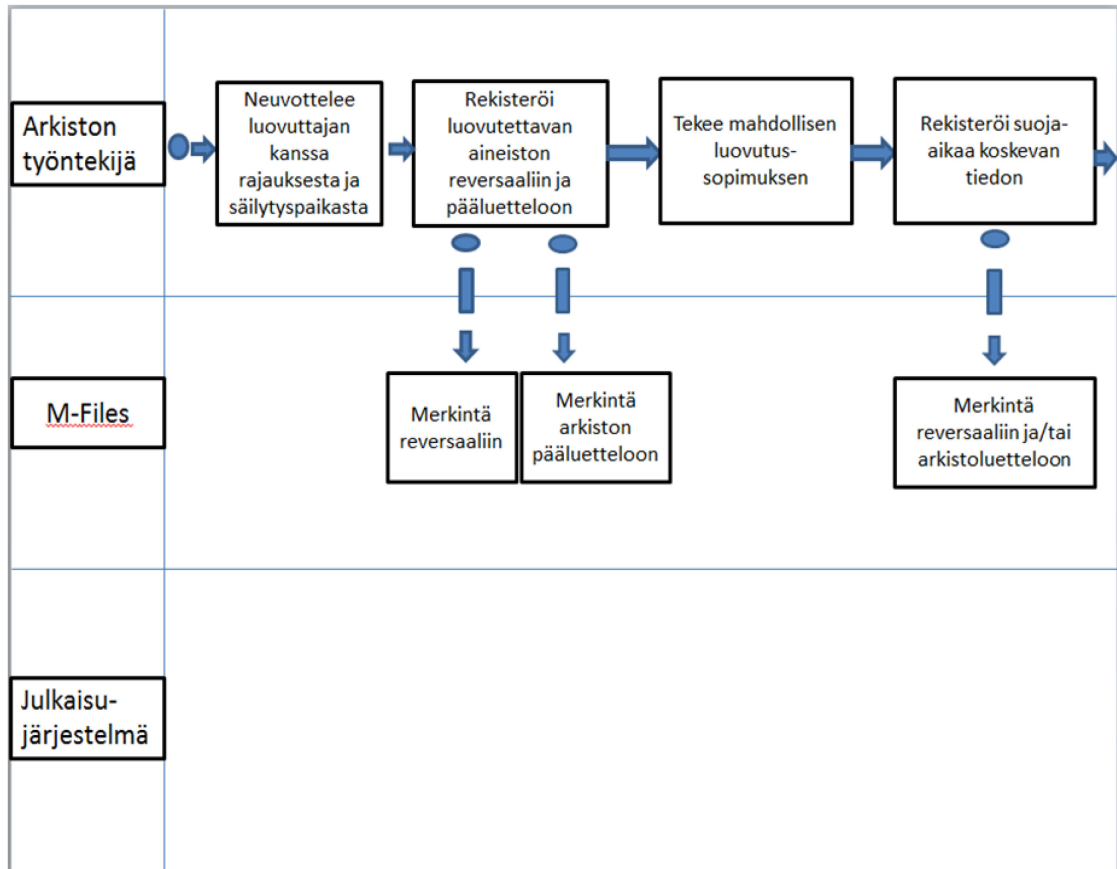 Arkiston
työntekijä
Neuvottelee
luovuttajan
kanssa
rajauksesta ja
säilytyspaikasta
Rekisteröi
luovutettavan
aineiston
reversaaliin ja
pääluetteloon
Tekee mahdollisen
luovutus-
sopimuksen
Rekisteröi suoja-
aikaa koskevan
tiedon
M-Files
Merkintä
reversaaliin
Merkintä
arkiston
pääluetteloon
Merkintä
reversaaliin ja/tai
arkistoluetteloon
Julkaisu-
järjestelmä